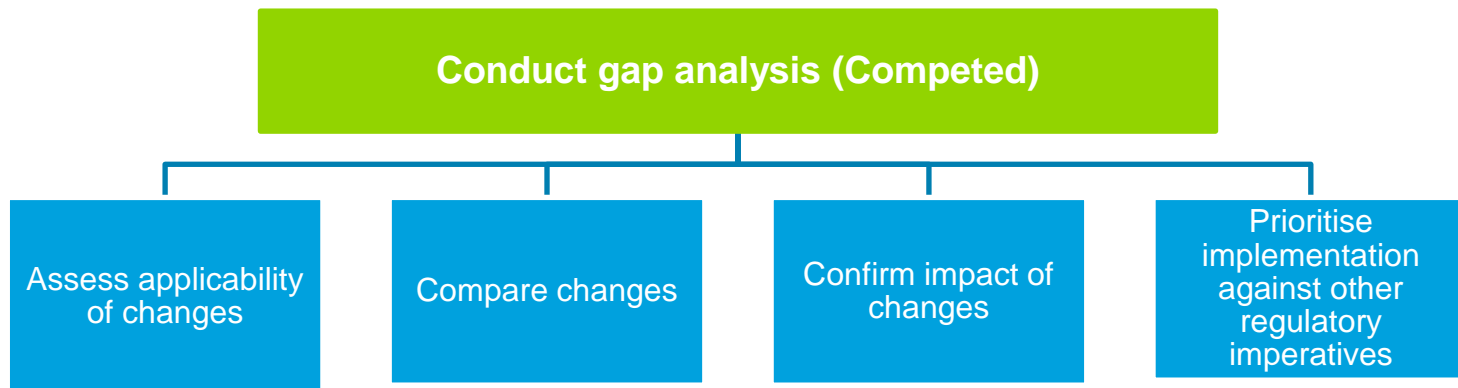 Conduct gap analysis (Competed)
Assess applicability
of changes
Compare changes
Confirm impact of
changes
Prioritise
implementation
against other
regulatory
imperatives